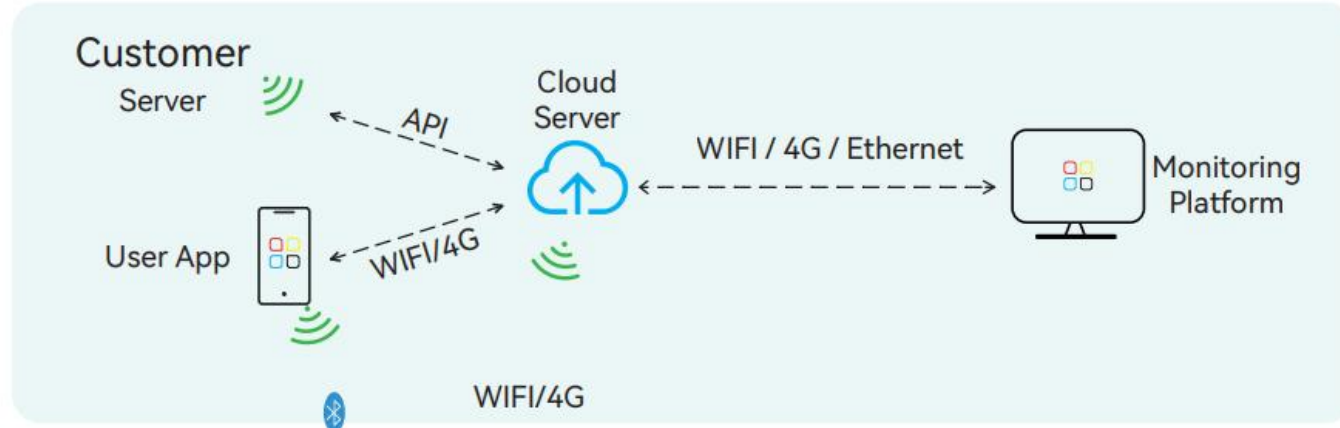 Customer
Server
API
Cloud
Server
WIFI / 4G / Ethernet
Monitoring
Platform
User App
WIFI/4G
WIFI/4G